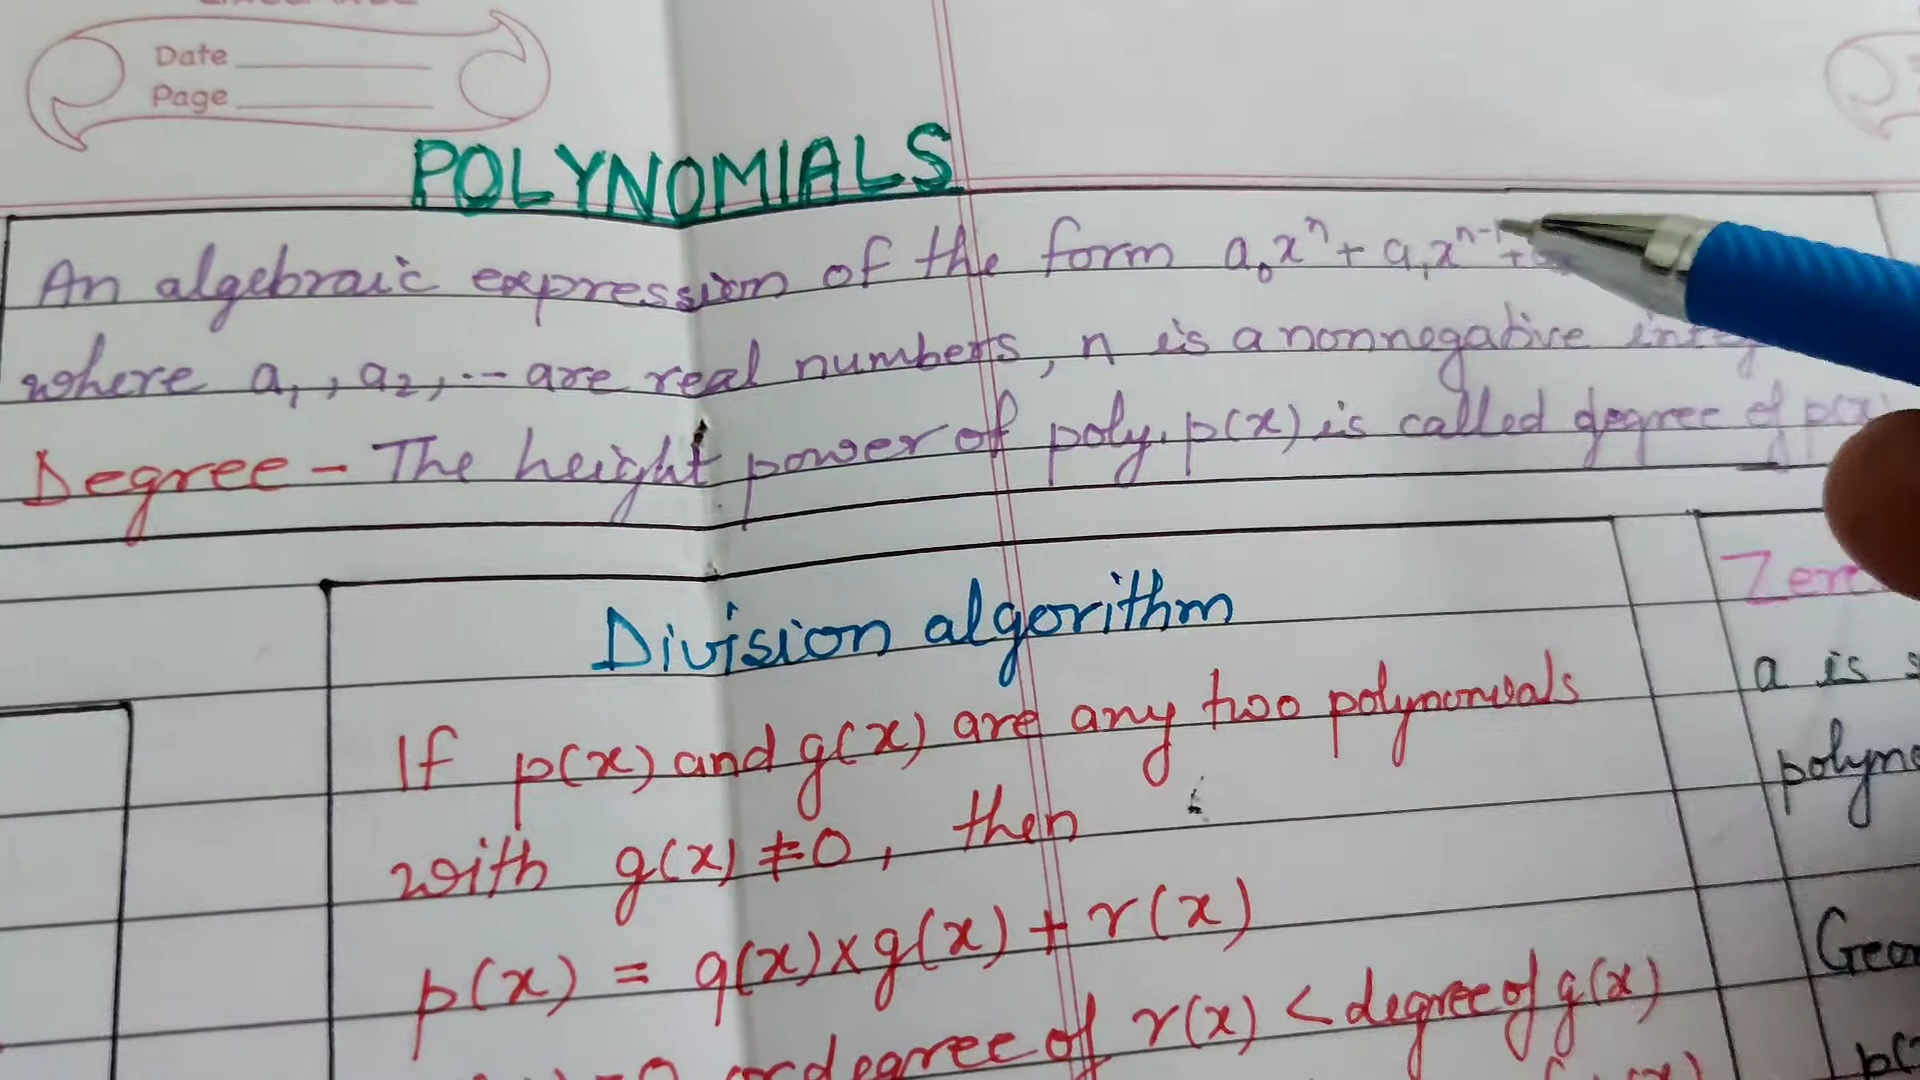 Date
Page
POLYNOMIALS
An algebraic expression of the form a₀xⁿ + a₁xⁿ⁻¹ +
where a₁, a₂, ... are real numbers, n is a nonnegative
Degree - The height power of poly. p(x) is called degree of p(x)
Division algorithm
If p(x) and g(x) are any two polynomials
with g(x) ≠ 0, then
p(x) = q(x) x g(x) + r(x)
degree of r(x) < degree of g(x)
a is